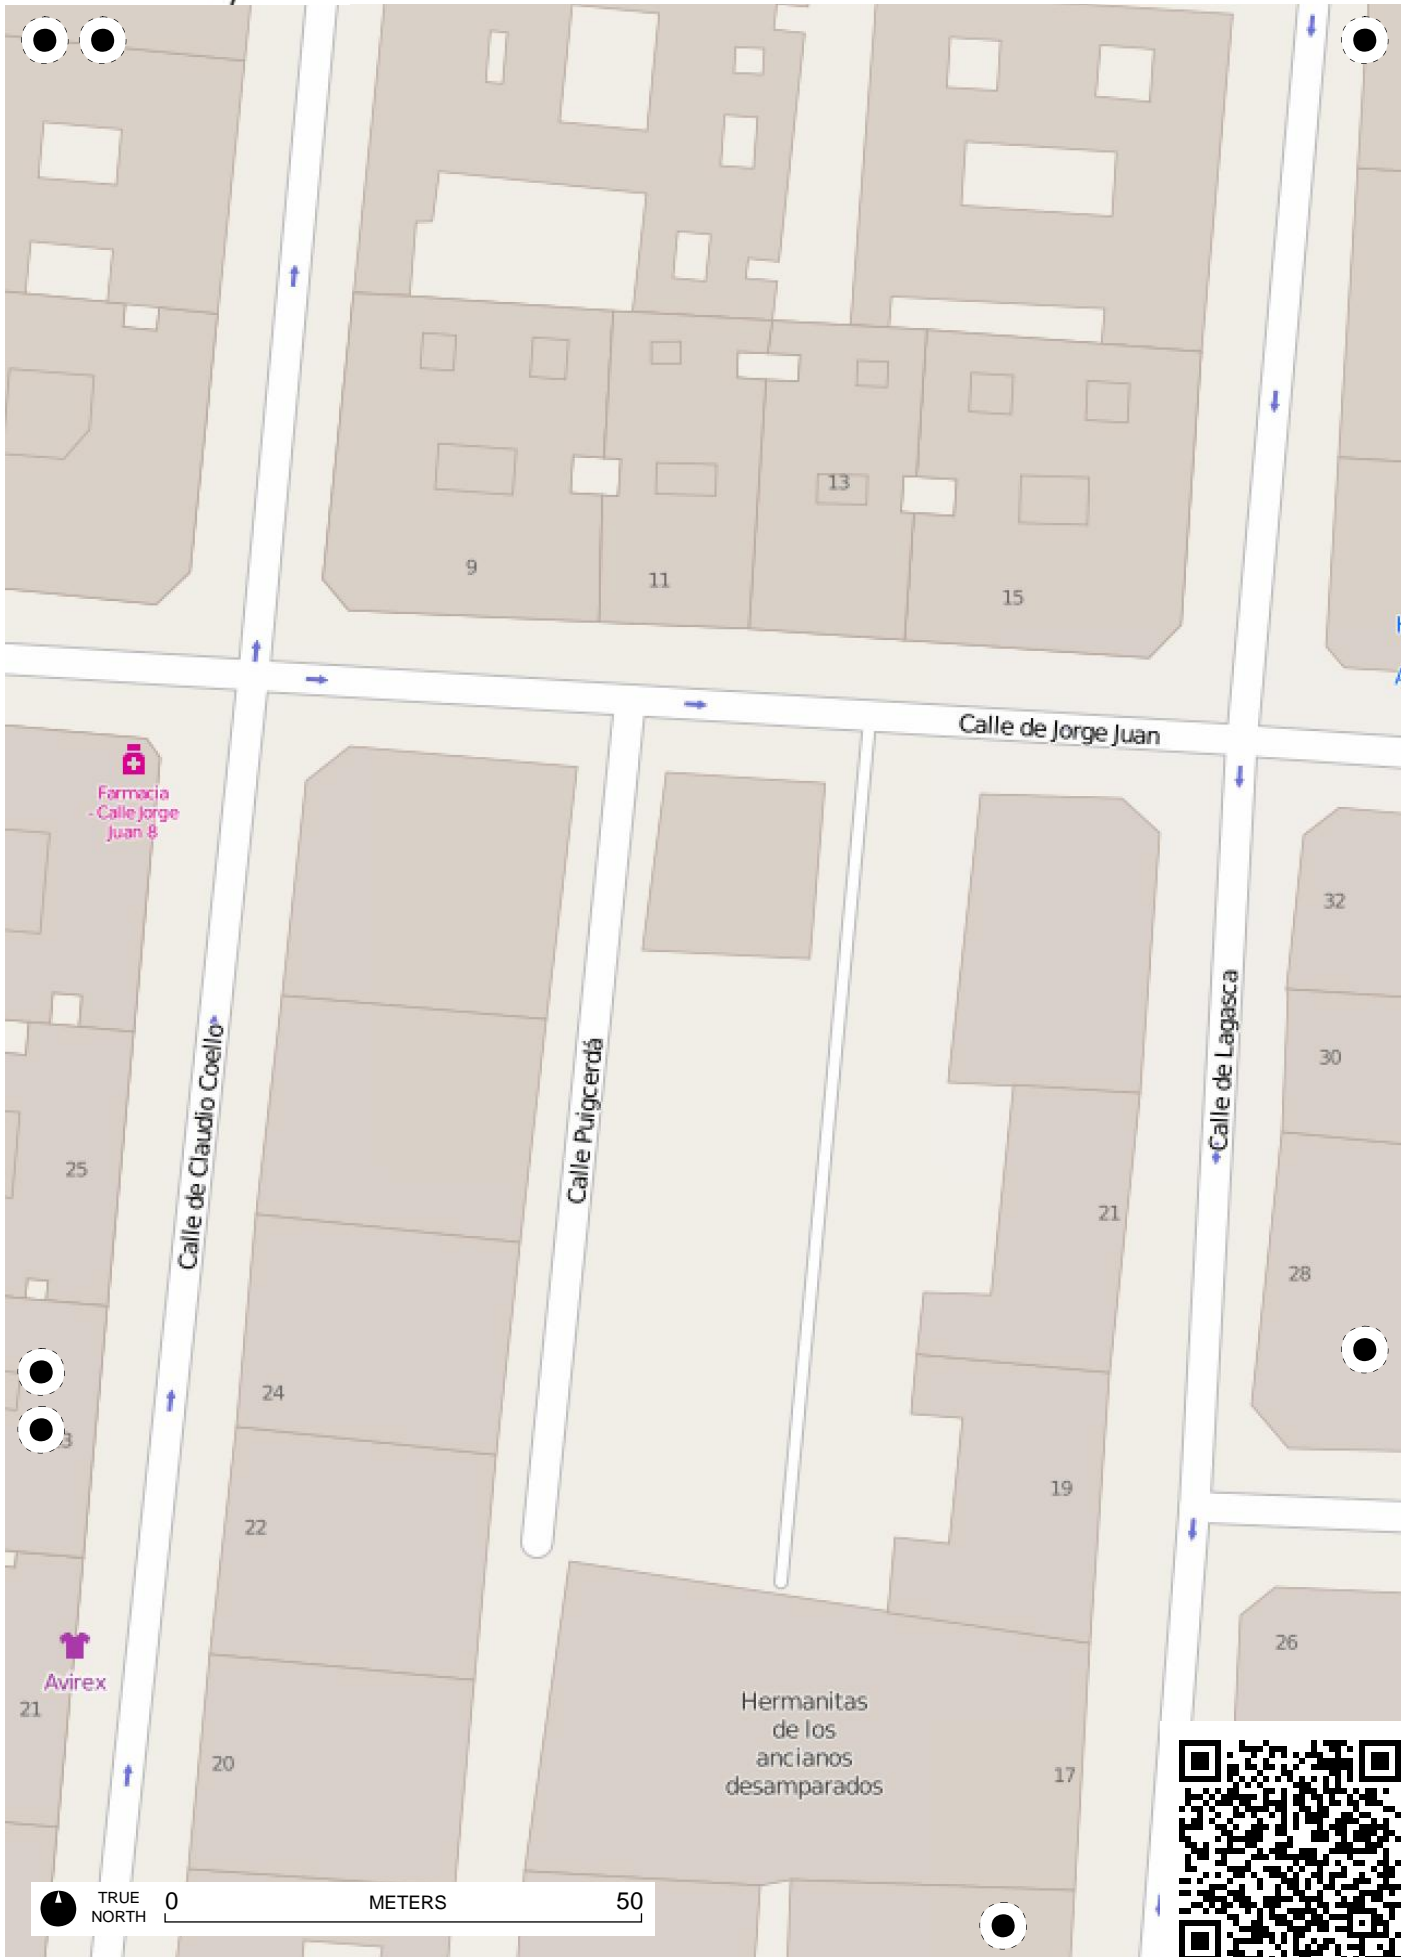 13
9
11
15
Calle de Jorge Juan
Farmacia
- Calle Jorge
Juan 8
32
Calle de Lagasca
30
Calle Puigcerdá
Calle de Claudio Coello
25
21
28
24
19
22
26
Avirex
21
Hermanitas
de los
ancianos
desamparados
17
20
TRUE
NORTH
0
METERS
50